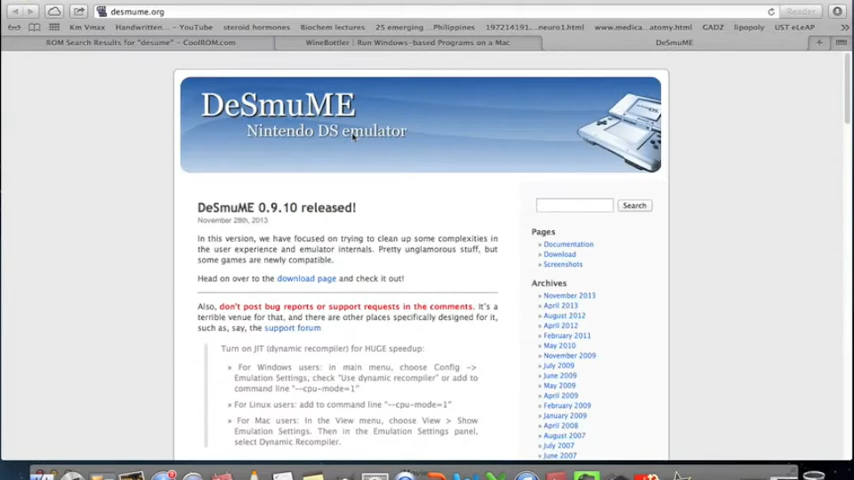 desmume.org
Reader
Km Vmax
Handwritten... - YouTube
steroid hormones
Biochem lectures
25 emerging ...Philippines
197214191...neuro1.html
www.medica...atomy.html
GADZ
lipopoly
UST eLeAP
ROM Search Results for "desume" - CoolROM.com
WineBottler | Run Windows-based Programs on a Mac
DeSmuME
DeSmuME
Nintendo DS emulator
DeSmuME 0.9.10 released!
November 28th, 2013
In this version, we have focused on trying to clean up some complexities in
the user experience and emulator internals. Pretty unglamorous stuff, but
some games are newly compatible.
Head on over to the download page and check it out!
Also, don't post bug reports or support requests in the comments. It's a
terrible venue for that, and there are other places specifically designed for it,
such as, say, the support forum
Turn on JIT (dynamic recompiler) for HUGE speedup:
» For Windows users: in main menu, choose Config ->
Emulation Settings, check "Use dynamic recompiler" or add to
command line "--cpu-mode=1"
» For Linux users: add to command line "--cpu-mode=1"
» For Mac users: In the View menu, choose View > Show
Emulation Settings. Then in the Emulation Settings panel,
select Dynamic Recompiler.
Search
Pages
» Documentation
» Download
» Screenshots
Archives
» November 2013
» April 2013
» August 2012
» April 2012
» February 2011
» May 2010
» November 2009
» July 2009
» June 2009
» May 2009
» April 2009
» February 2009
» January 2009
» April 2008
» August 2007
» July 2007
» June 2007